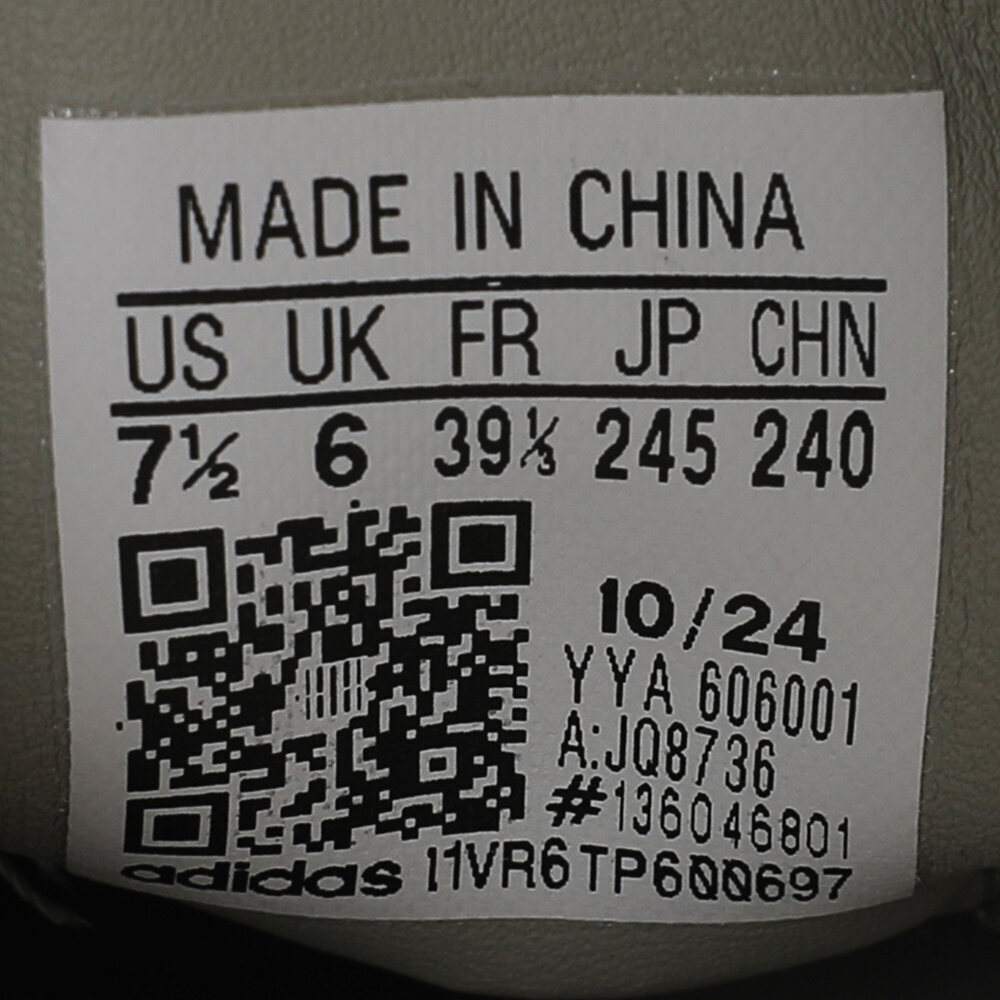 MADE IN CHINA
US UK FR JP CHN
7½ 6 39⅓ 245 240
10/24
YYA 606001
A:JQ8736
#136046801
adidas 11VR6TP600697